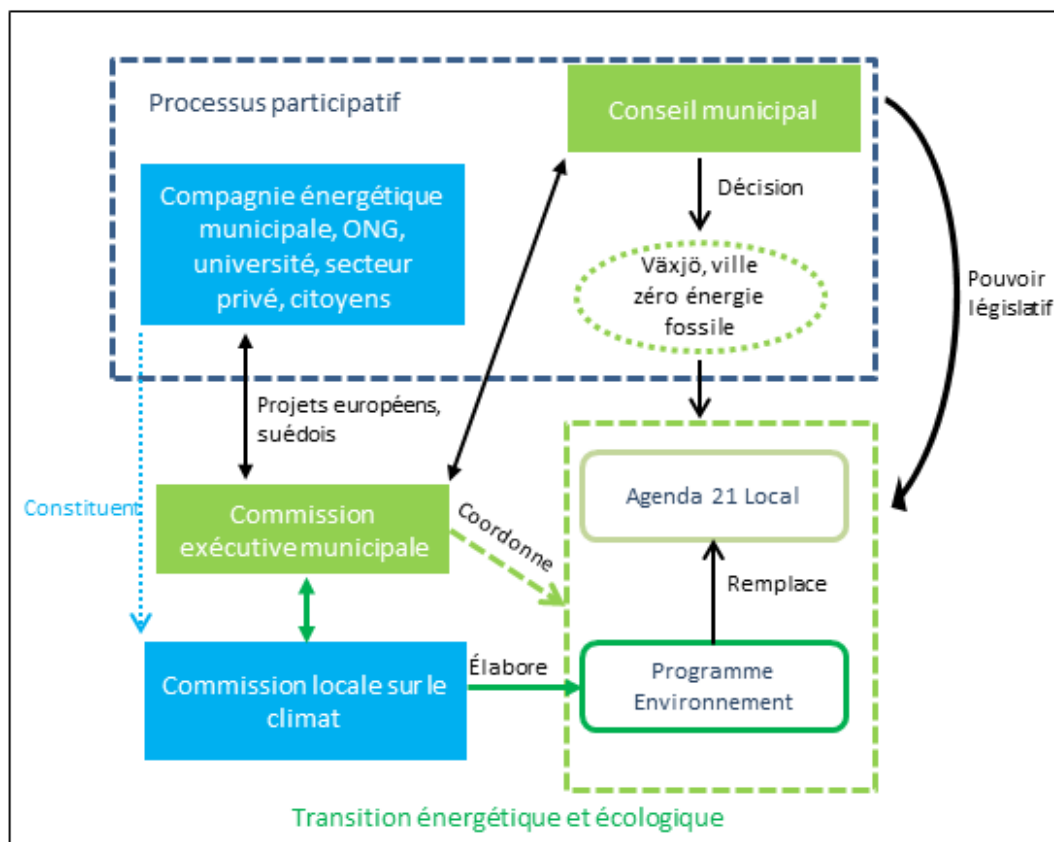 Processus participatif
Conseil municipal
Compagnie énergétique
municipale, ONG,
université, secteur
privé, citoyens
Décision
Växjö, ville
zéro énergie
fossile
Pouvoir
législatif
Projets européens,
suédois
Constituent
Commission
exécutive municipale
Coordonne
Agenda 21 Local
Remplace
Commission locale sur le
climat
Élabore
Programme
Environnement
Transition énergétique et écologique